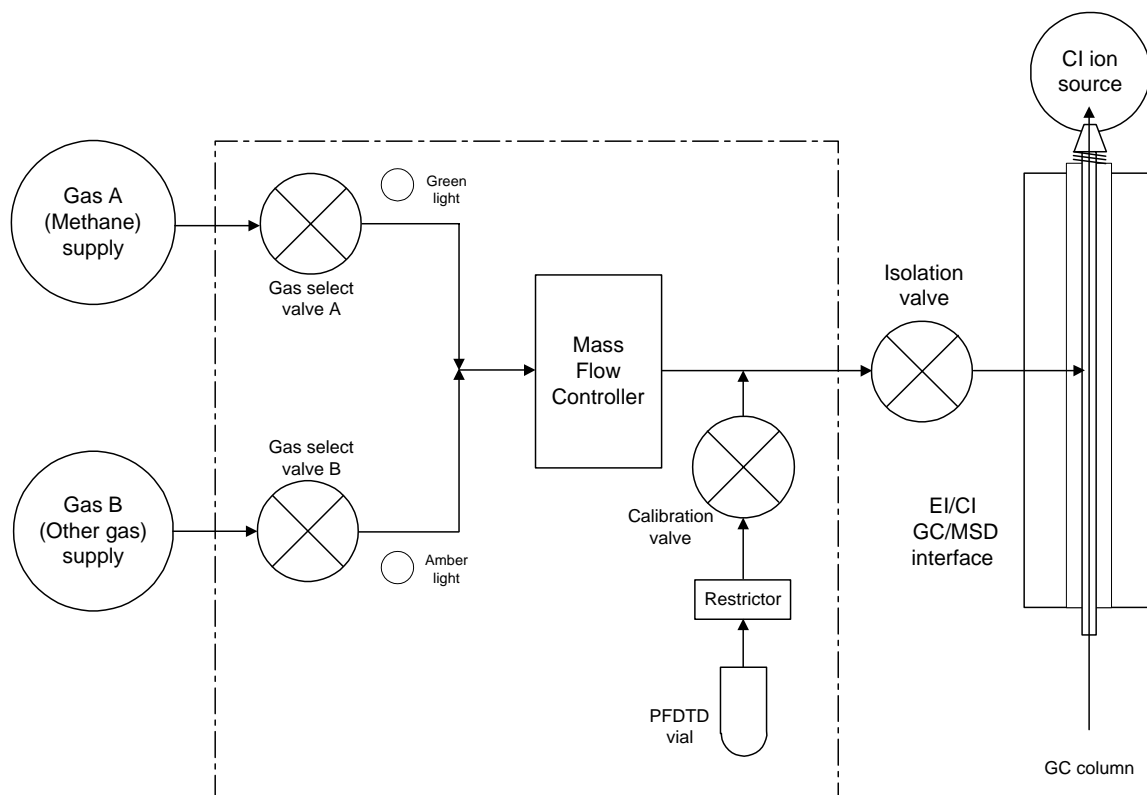 CI ion
source
Gas A
(Methane)
supply
Green
light
Gas select
valve A
Isolation
valve
Mass
Flow
Controller
Gas select
valve B
Gas B
(Other gas)
supply
Amber
light
Calibration
valve
EI/CI
GC/MSD
interface
Restrictor
PFDTD
vial
GC column